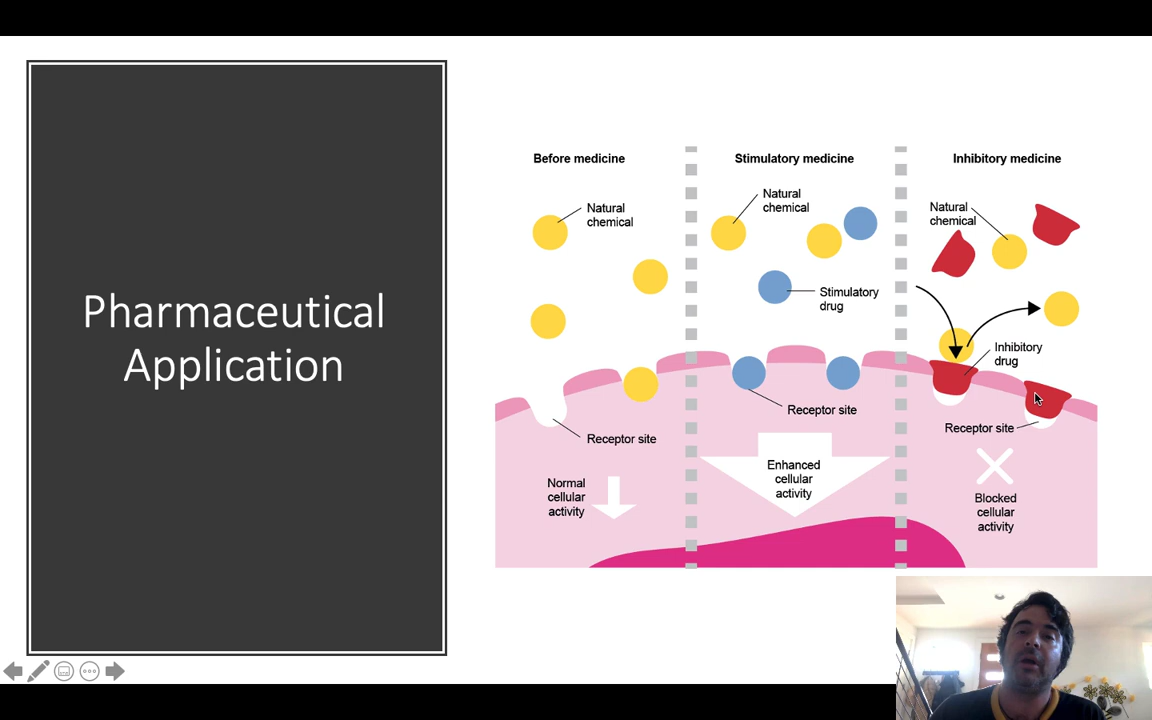 Pharmaceutical
Application
Before medicine
Natural
chemical
Receptor site
Normal
cellular
activity
Stimulatory medicine
Natural
chemical
Stimulatory
drug
Receptor site
Enhanced
cellular
activity
Inhibitory medicine
Natural
chemical
Inhibitory
drug
Receptor site
Blocked
cellular
activity